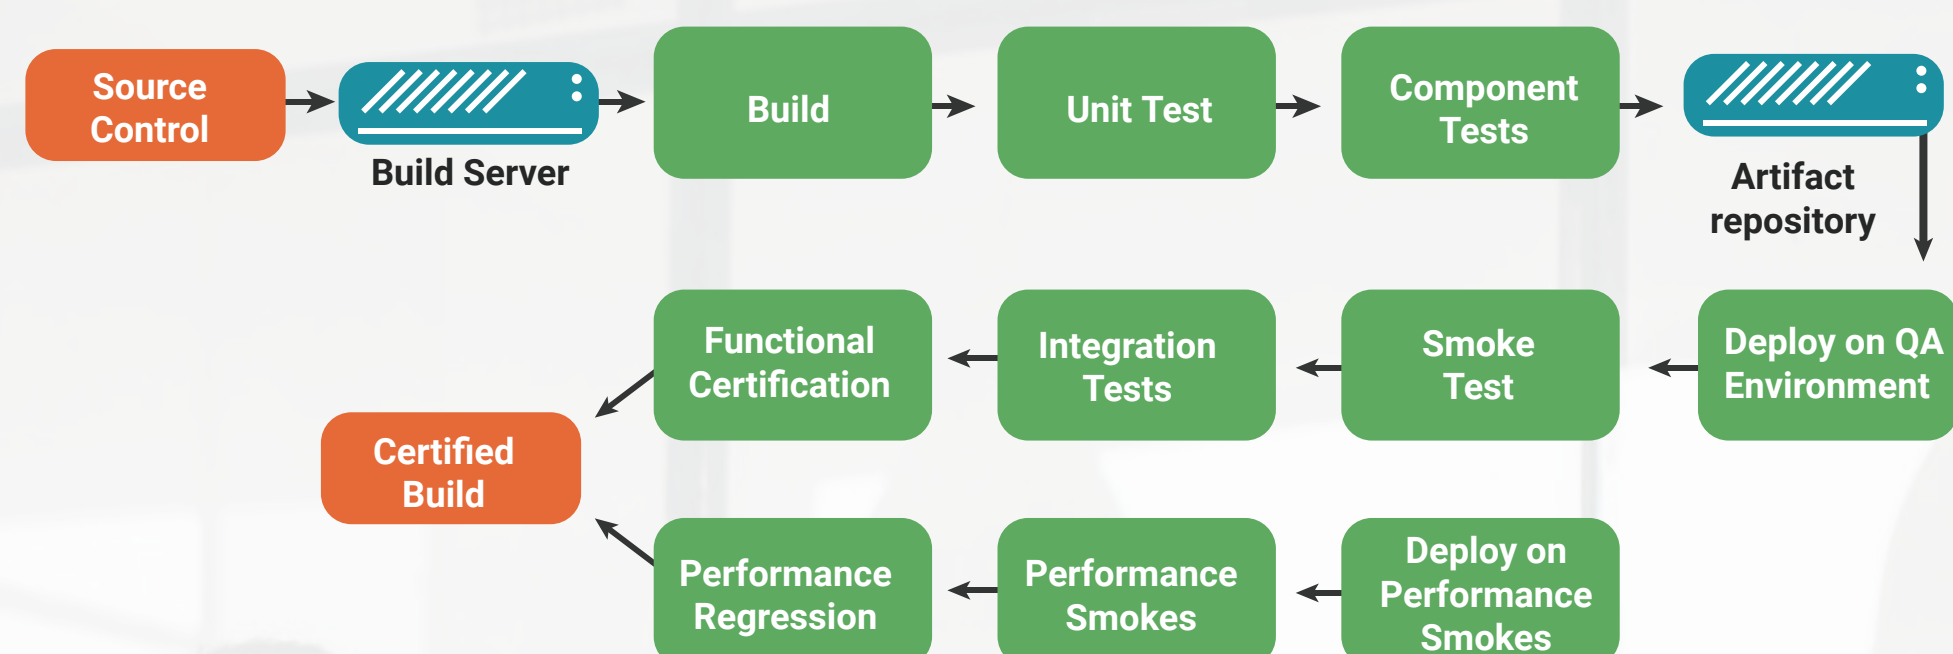 Source
Control
Build Server
Build
Unit Test
Component
Tests
Artifact
repository
Functional
Certification
Integration
Tests
Smoke
Test
Deploy on QA
Environment
Certified
Build
Performance
Regression
Performance
Smokes
Deploy on
Performance
Smokes